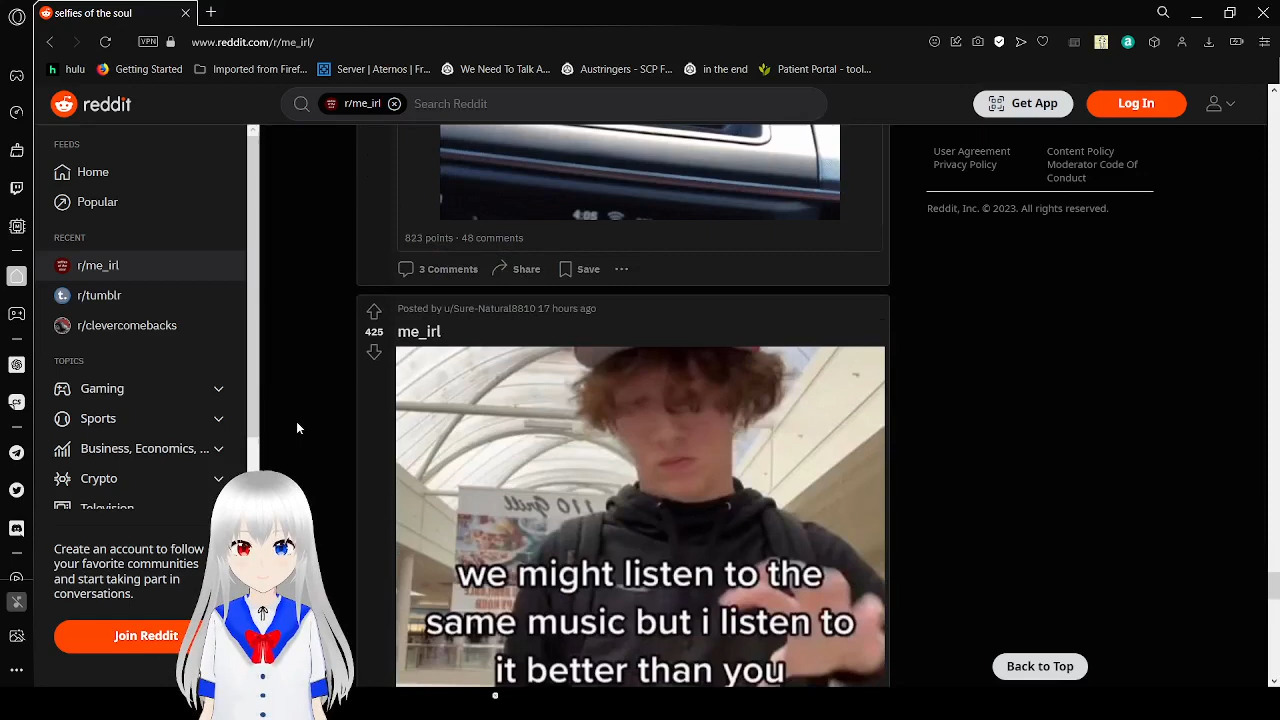 selfies of the soul
VPN
www.reddit.com/r/me_irl/
h hulu
Getting Started
Imported from Firef...
Server | Aternos | Fr...
We Need To Talk A...
Austringers - SCP F...
in the end
Patient Portal - tool...
reddit
r/me_irl
Search Reddit
Get App
Log In
FEEDS
Home
Popular
RECENT
r/me_irl
r/tumblr
r/clevercomebacks
TOPICS
Gaming
Sports
Business, Economics, ...
Crypto
Television
Create an account to follow
your favorite communities
and start taking part in
conversations.
Join Reddit
4:05
823 points · 48 comments
3 Comments
Share
Save
Posted by u/Sure-Natural8810 17 hours ago
425
me_irl
110 Grill
we might listen to the
same music but i listen to
it better than you
User Agreement
Privacy Policy
Content Policy
Moderator Code Of
Conduct
Reddit, Inc. © 2023. All rights reserved.
Back to Top